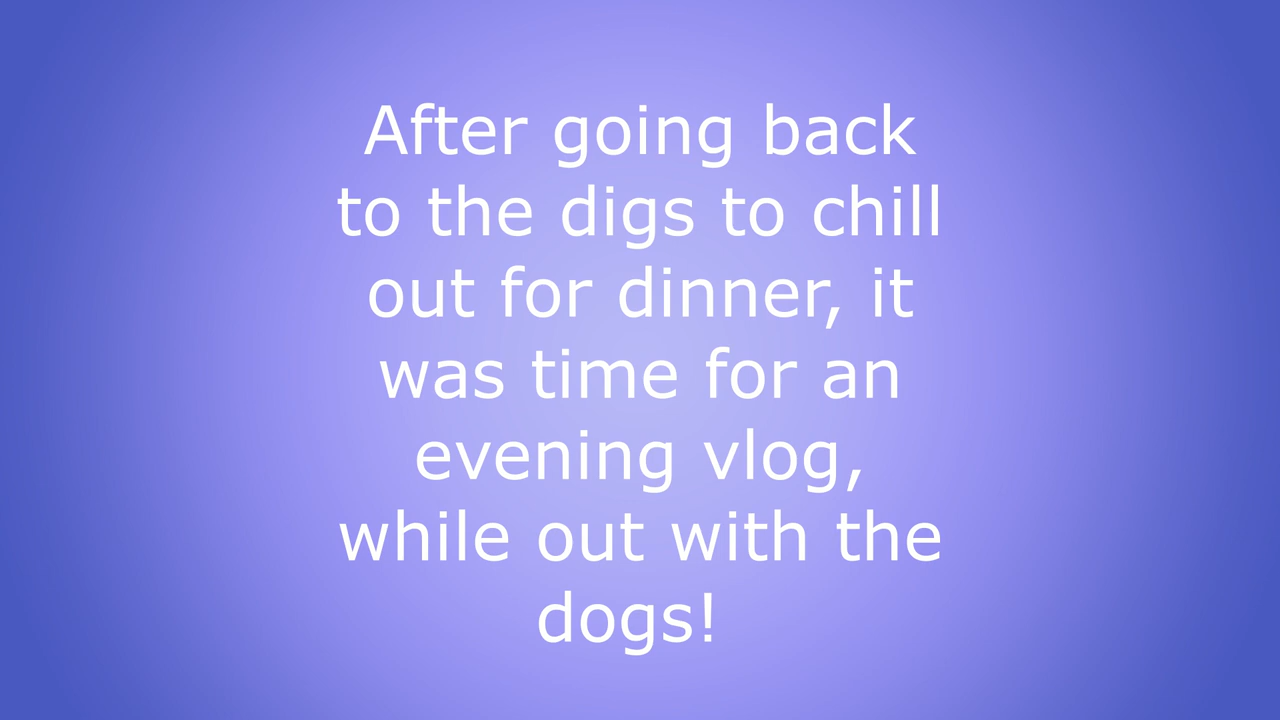 After going back
to the digs to chill
out for dinner, it
was time for an
evening vlog,
while out with the
dogs!